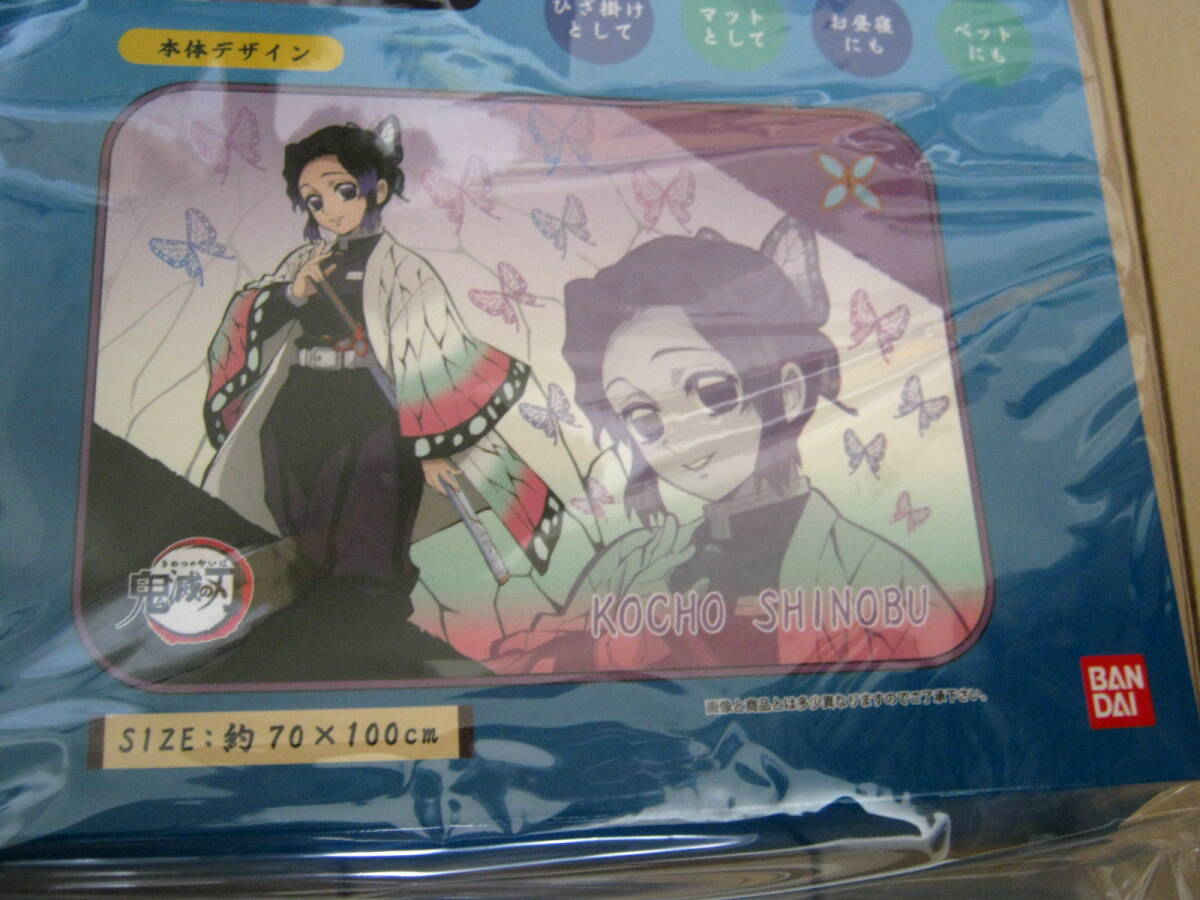 ひざ掛け
として
マット
として
お昼寝
にも
ペット
にも
本体デザイン
きめつのやいば
鬼滅の刃
KOCHO SHINOBU
画像と商品とは多少異なりますのでご了承下さい。
SIZE:約70×100cm
BAN
DAI